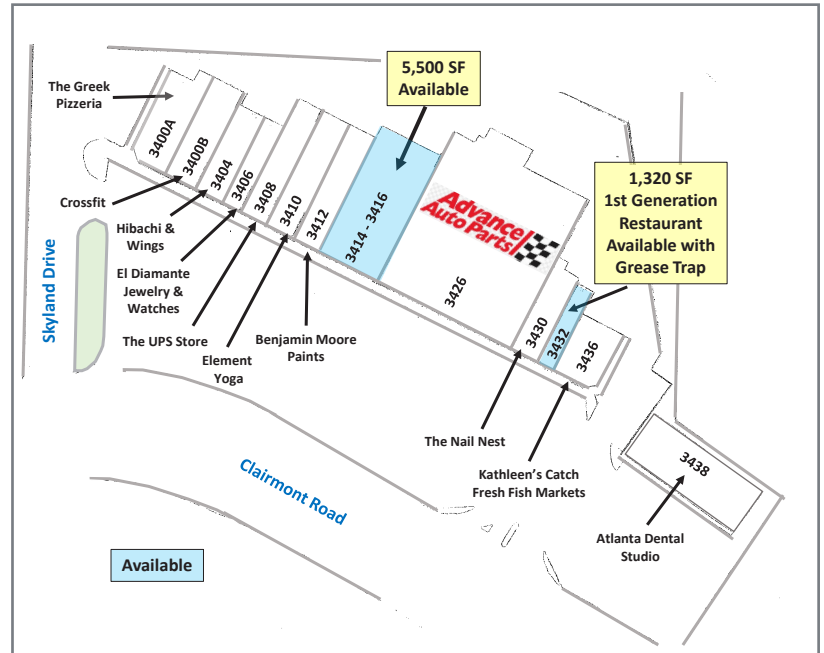 5,500 SF
Available
The Greek
Pizzeria
3400A
3400B
3404
3406
3408
3410
3412
3414 - 3416
Advance
Auto Parts
3426
1,320 SF
1st Generation
Restaurant
Available with
Grease Trap
3430
3432
3436
Crossfit
Hibachi &
Wings
El Diamante
Jewelry &
Watches
The UPS Store
Element
Yoga
Benjamin Moore
Paints
Skyland Drive
The Nail Nest
Kathleen's Catch
Fresh Fish Markets
3438
Atlanta Dental
Studio
Clairmont Road
Available